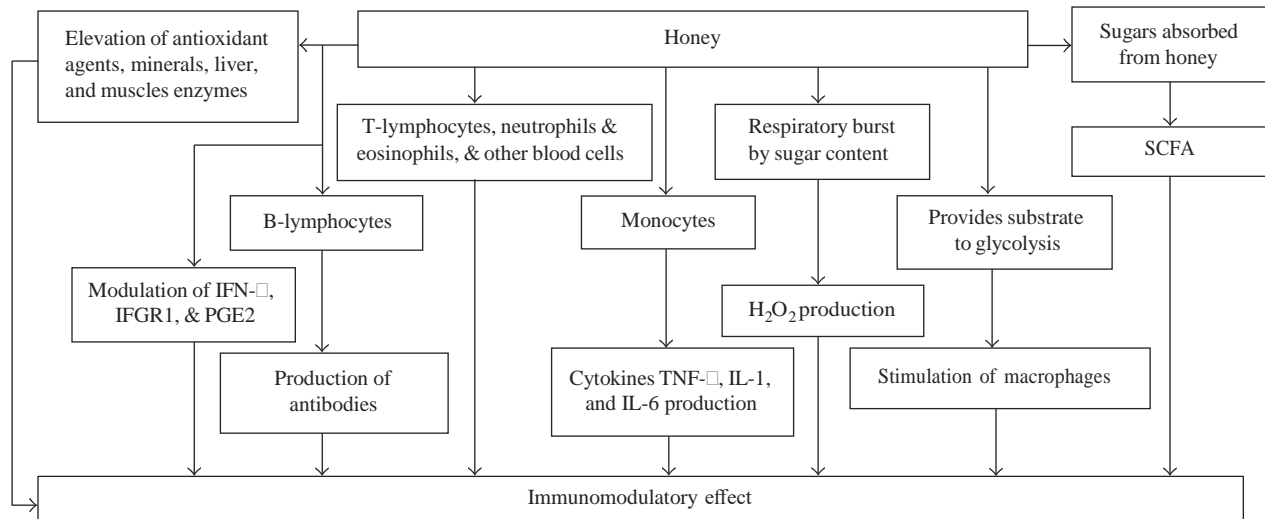 Elevation of antioxidant
agents, minerals, liver,
and muscles enzymes
Honey
Sugars absorbed
from honey
T-lymphocytes, neutrophils &
eosinophils, & other blood cells
Respiratory burst
by sugar content
SCFA
B-lymphocytes
Monocytes
Provides substrate
to glycolysis
Modulation of IFN-□,
IFGR1, & PGE2
H₂O₂ production
Production of
antibodies
Cytokines TNF-□, IL-1,
and IL-6 production
Stimulation of macrophages
Immunomodulatory effect